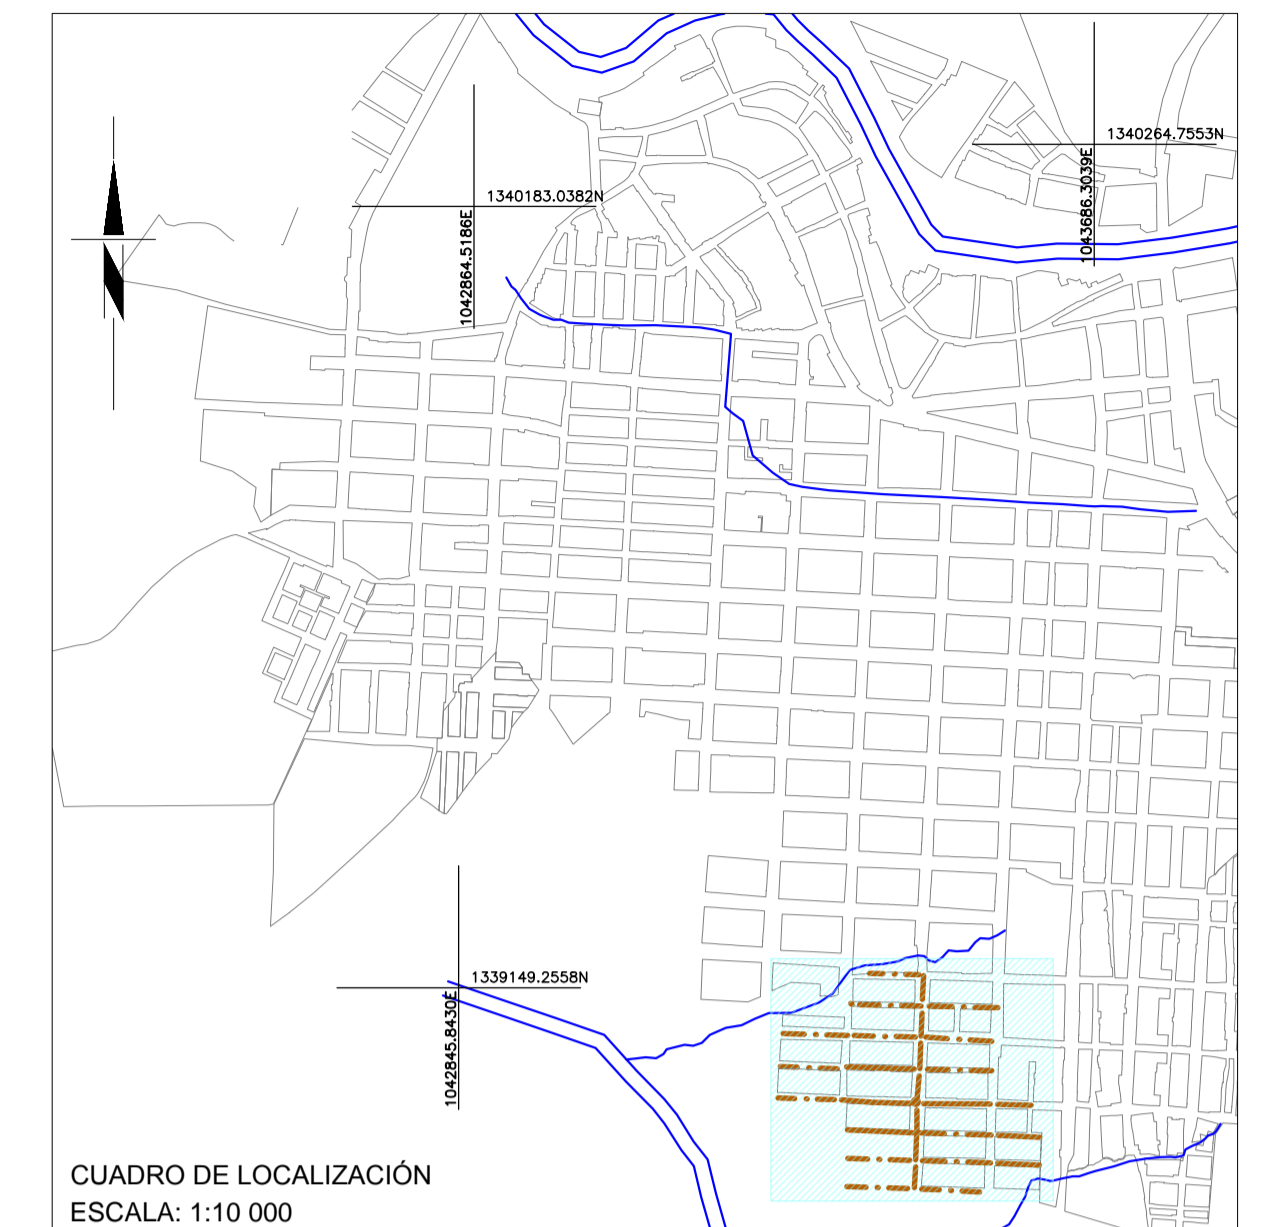 1340264.7553N
1043686.3039E
1340183.0382N
1042864.5186E
1339149.2558N
1042845.8430E
CUADRO DE LOCALIZACIÓN
ESCALA: 1:10 000